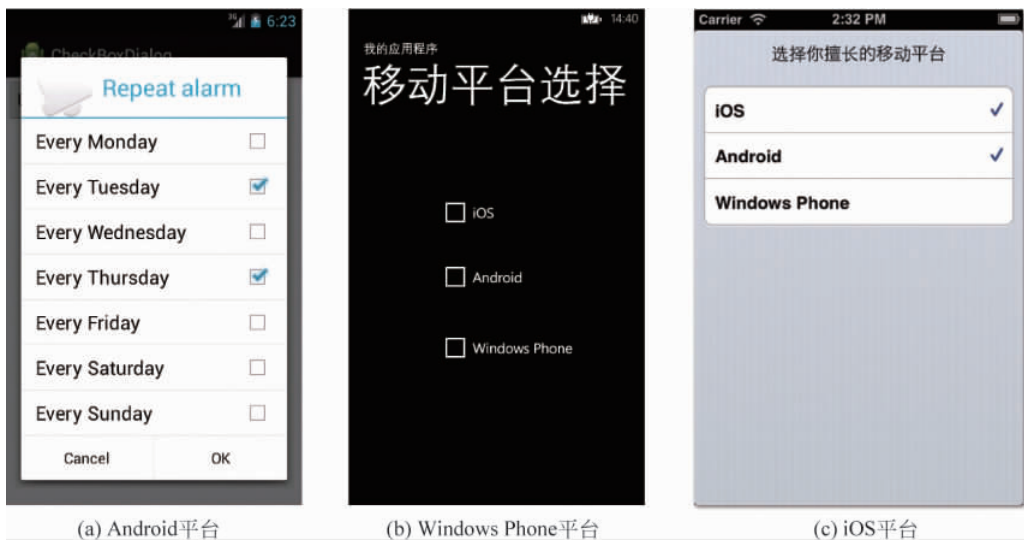 3G 6:23
CheckBoxDialog
Repeat alarm
Every Monday
Every Tuesday
Every Wednesday
Every Thursday
Every Friday
Every Saturday
Every Sunday
Cancel OK
(a) Android平台
14:40
我的应用程序
移动平台选择
iOS
Android
Windows Phone
(b) Windows Phone平台
Carrier 2:32 PM
选择你擅长的移动平台
iOS
Android
Windows Phone
(c) iOS平台